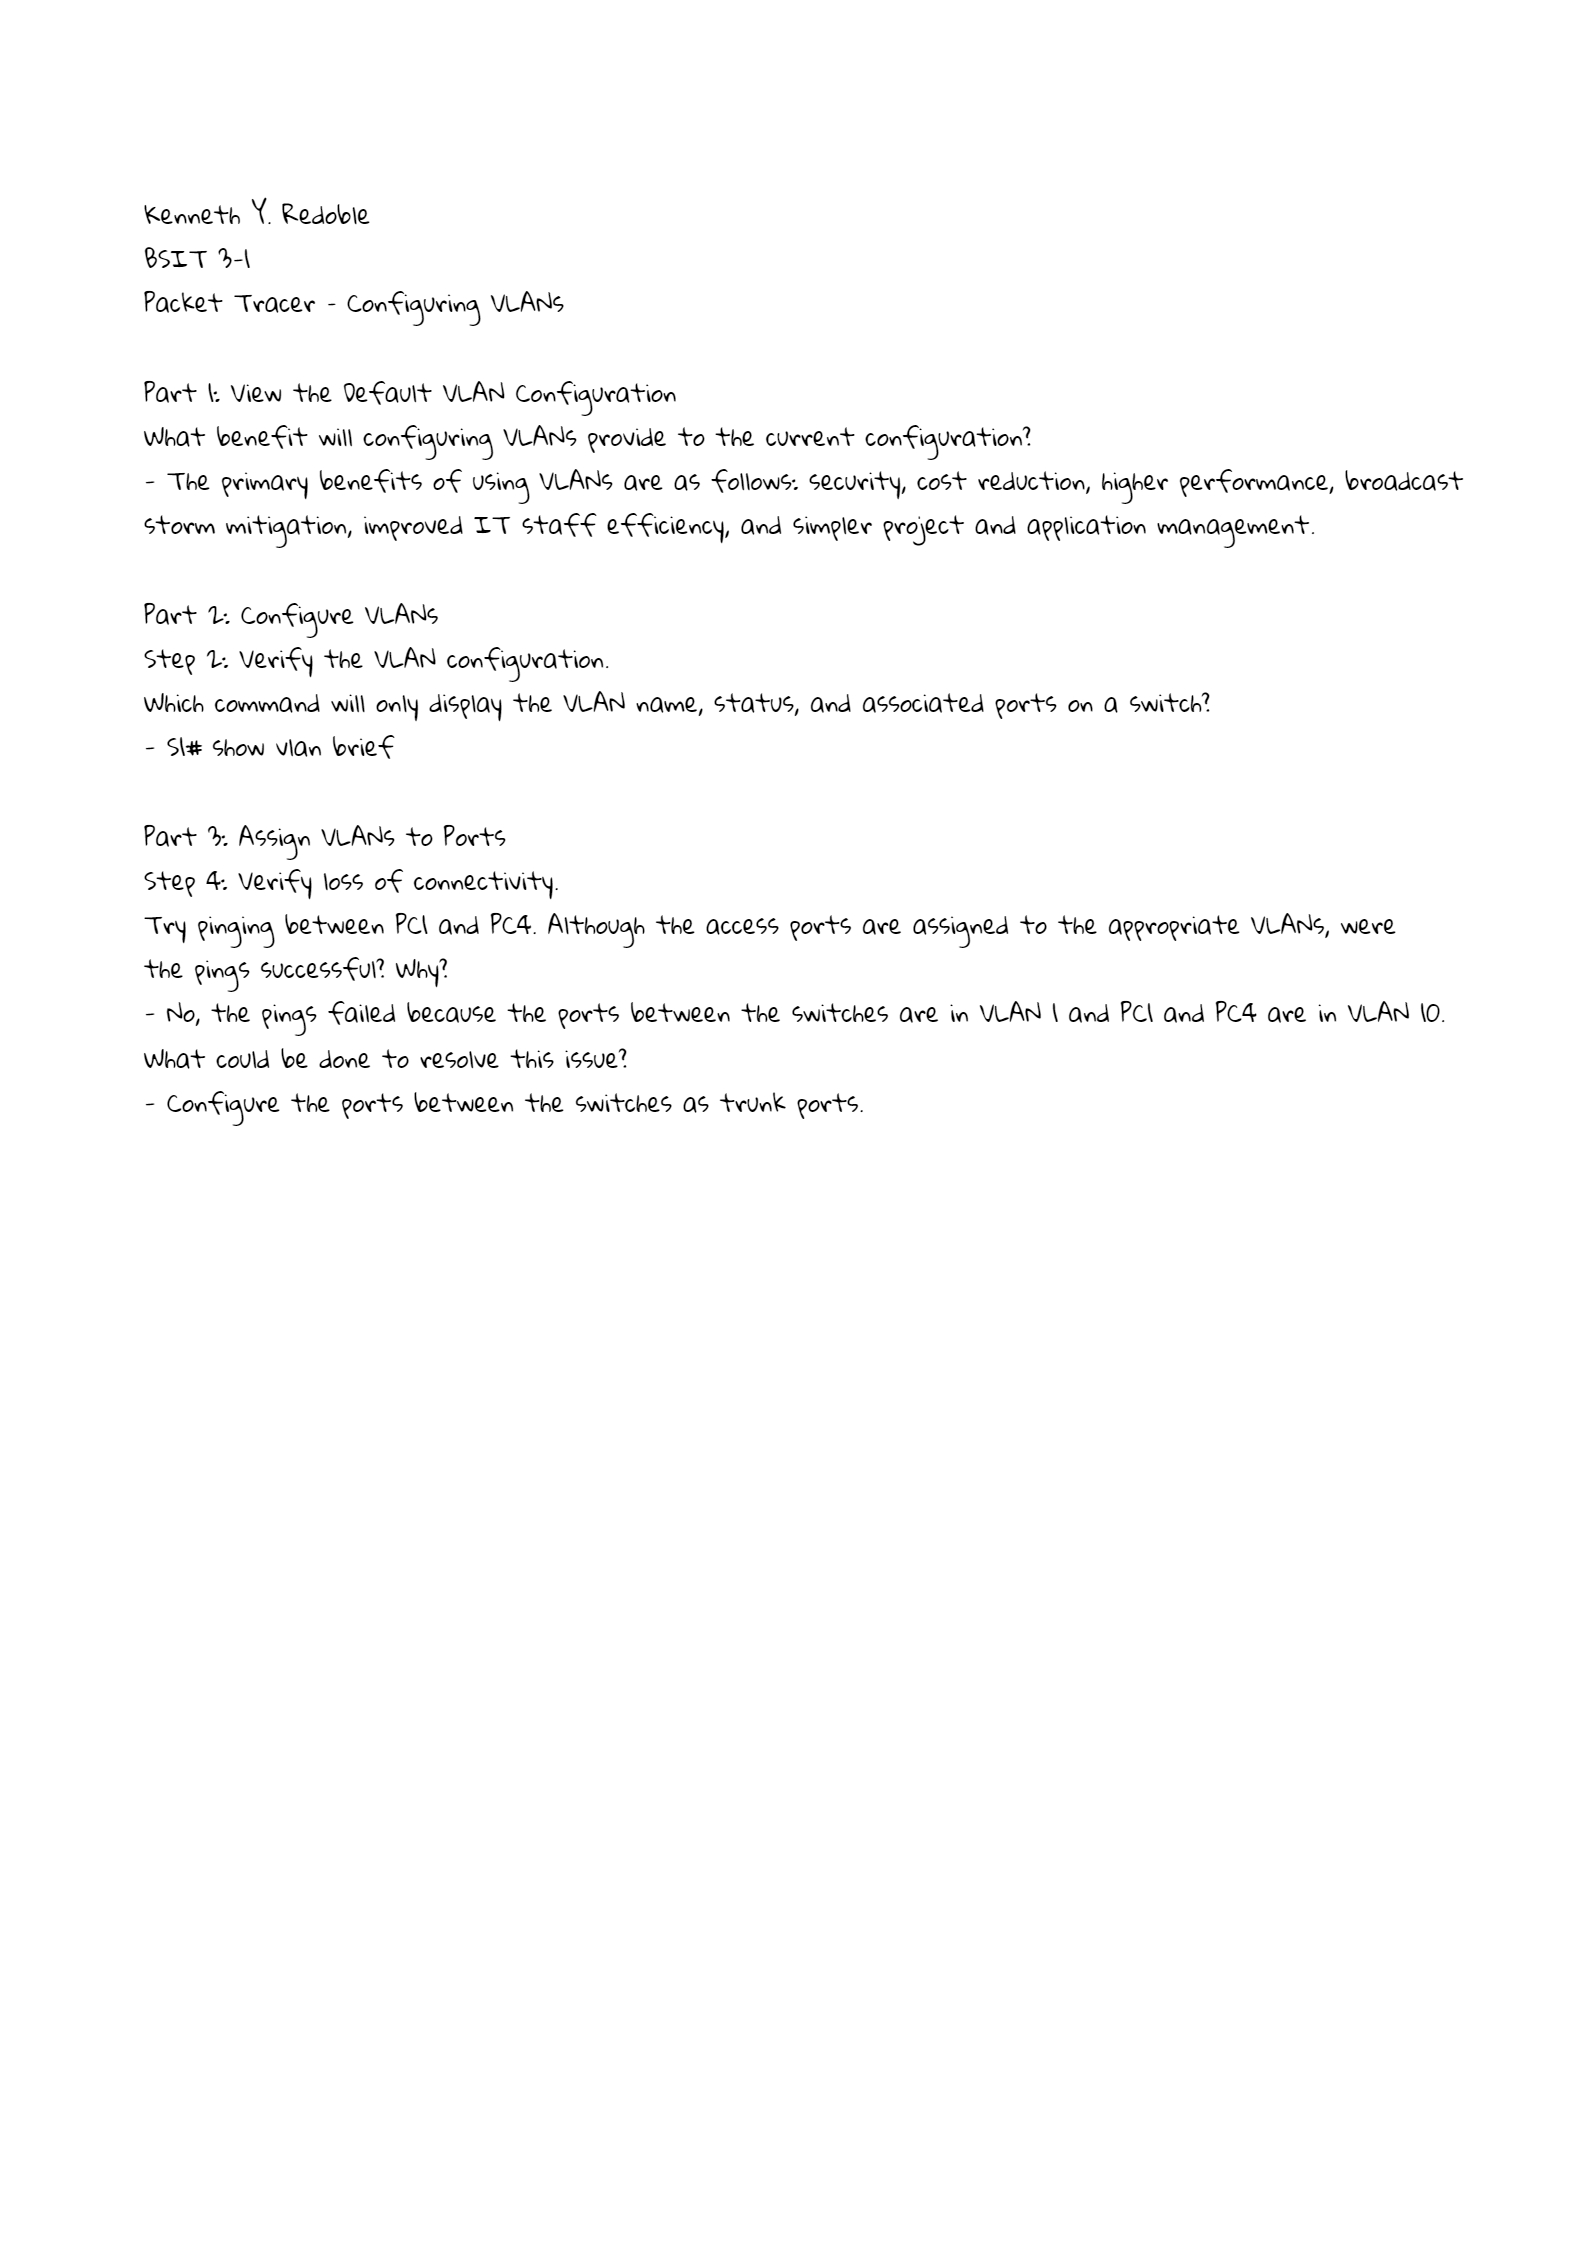 Kenneth Y. Redoble
BSIT 3-1
Packet Tracer - Configuring VLANs
Part 1: View the Default VLAN Configuration
What benefit will configuring VLANs provide to the current configuration?
- The primary benefits of using VLANs are as follows: security, cost reduction, higher performance, broadcast
storm mitigation, improved IT staff efficiency, and simpler project and application management.
Part 2: Configure VLANs
Step 2: Verify the VLAN configuration.
Which command will only display the VLAN name, status, and associated ports on a switch?
- S1# show vlan brief
Part 3: Assign VLANs to Ports
Step 4: Verify loss of connectivity.
Try pinging between PC1 and PC4. Although the access ports are assigned to the appropriate VLANs, were
the pings successful? Why?
- No, the pings failed because the ports between the switches are in VLAN 1 and PC1 and PC4 are in VLAN 10.
What could be done to resolve this issue?
- Configure the ports between the switches as trunk ports.